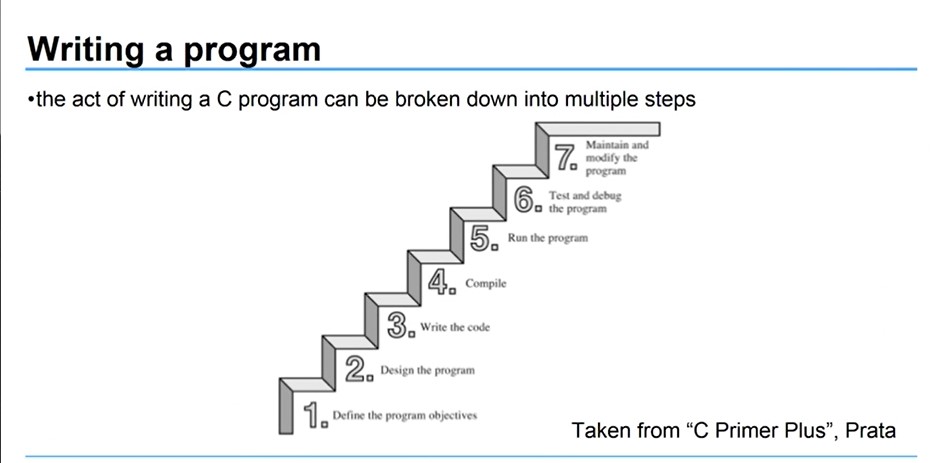 Writing a program
•the act of writing a C program can be broken down into multiple steps
7. Maintain and
modify the
program
6. Test and debug
the program
5. Run the program
4. Compile
3. Write the code
2. Design the program
1. Define the program objectives
Taken from “C Primer Plus”, Prata